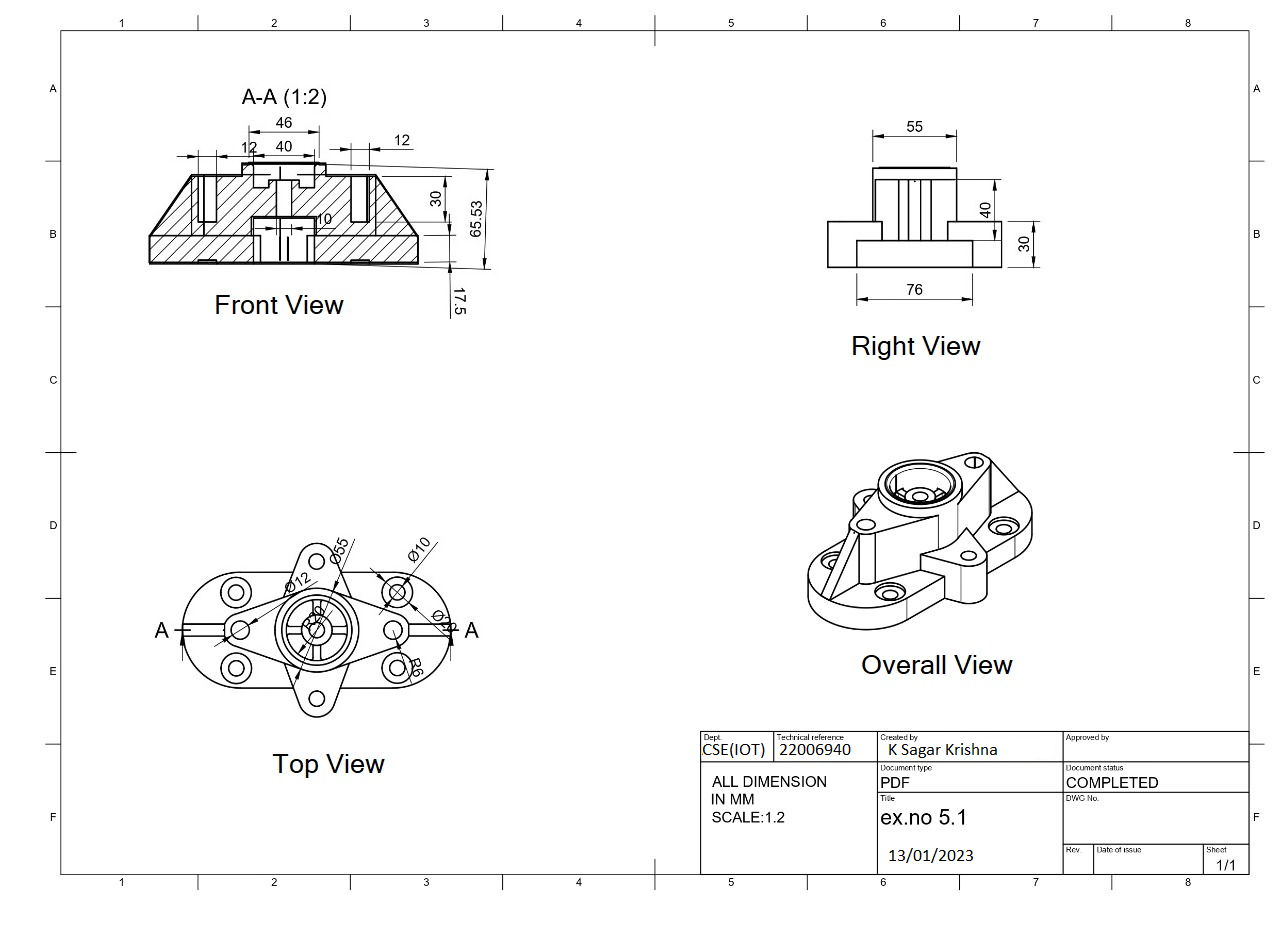 1 2 3 4 5 6 7 8
A A
B B
C C
D D
E E
F F
A-A (1:2)
46
12 40 12
30
65.53
10
17.5
Front View
55
40
30
76
Right View
Ø55
Ø10
Ø12
A A
R6
Top View
Overall View
Dept.
CSE(IOT)
Technical reference
22006940
Created by
K Sagar Krishna
Approved by
ALL DIMENSION
IN MM
SCALE:1.2
Document type
PDF
Document status
COMPLETED
Title
ex.no 5.1
13/01/2023
DWG No.
Rev.
Date of issue
Sheet
1/1
1 2 3 4 5 6 7 8